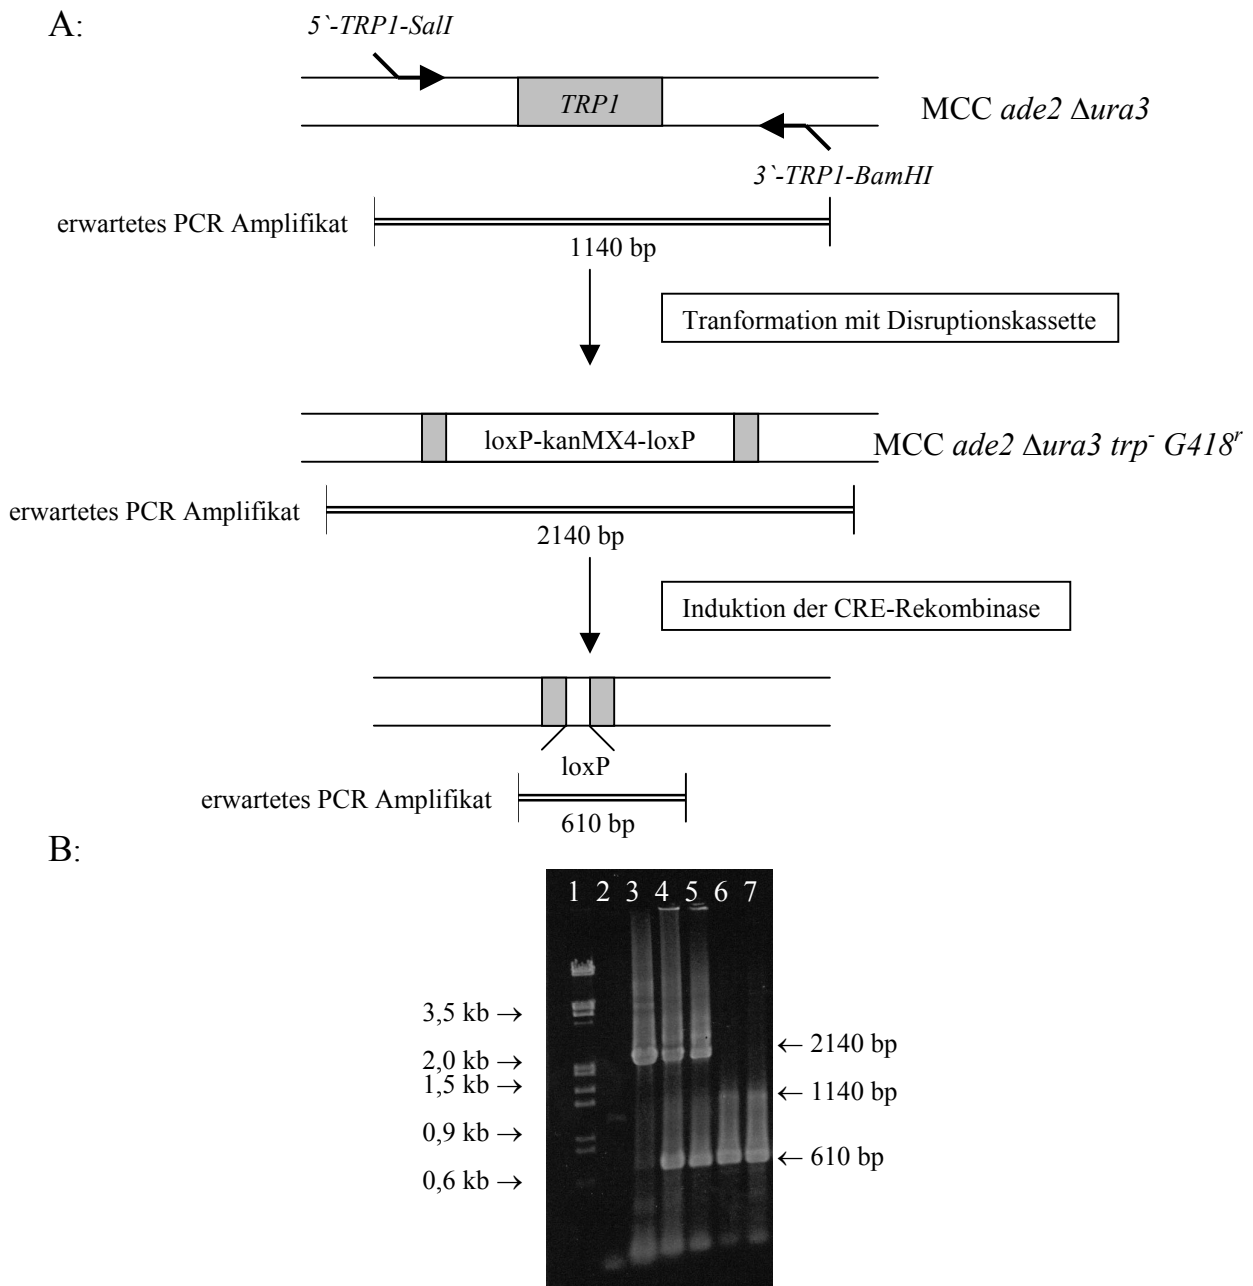 A:
5`-TRP1-SalI
TRP1
MCC ade2 Δura3
3`-TRP1-BamHI
erwartetes PCR Amplifikat
1140 bp
Tranformation mit Disruptionskassette
loxP-kanMX4-loxP
MCC ade2 Δura3 trp⁻ G418ʳ
erwartetes PCR Amplifikat
2140 bp
Induktion der CRE-Rekombinase
loxP
erwartetes PCR Amplifikat
610 bp
B:
1 2 3 4 5 6 7
3,5 kb →
← 2140 bp
2,0 kb →
1,5 kb →
← 1140 bp
0,9 kb →
← 610 bp
0,6 kb →